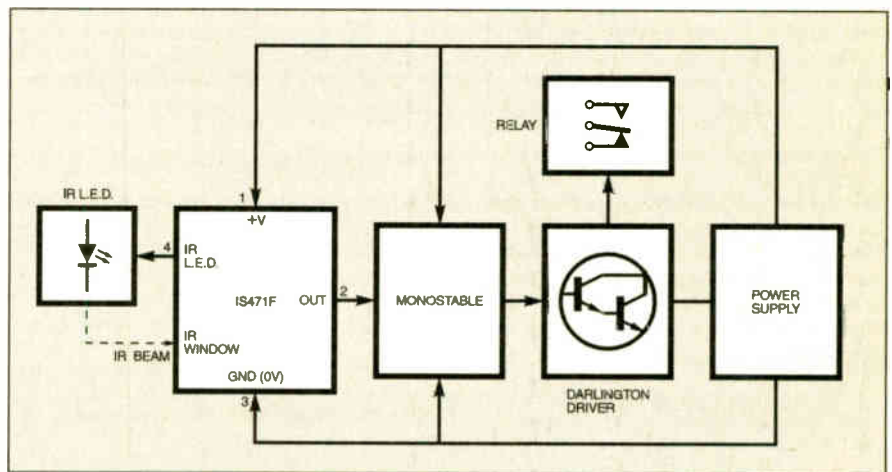 RELAY
IR L.E.D.
1
+V
4
IR
L.E.D.
IS471F
OUT
2
MONOSTABLE
POWER
SUPPLY
IR BEAM
IR
WINDOW
GND (0V)
3
DARLINGTON
DRIVER